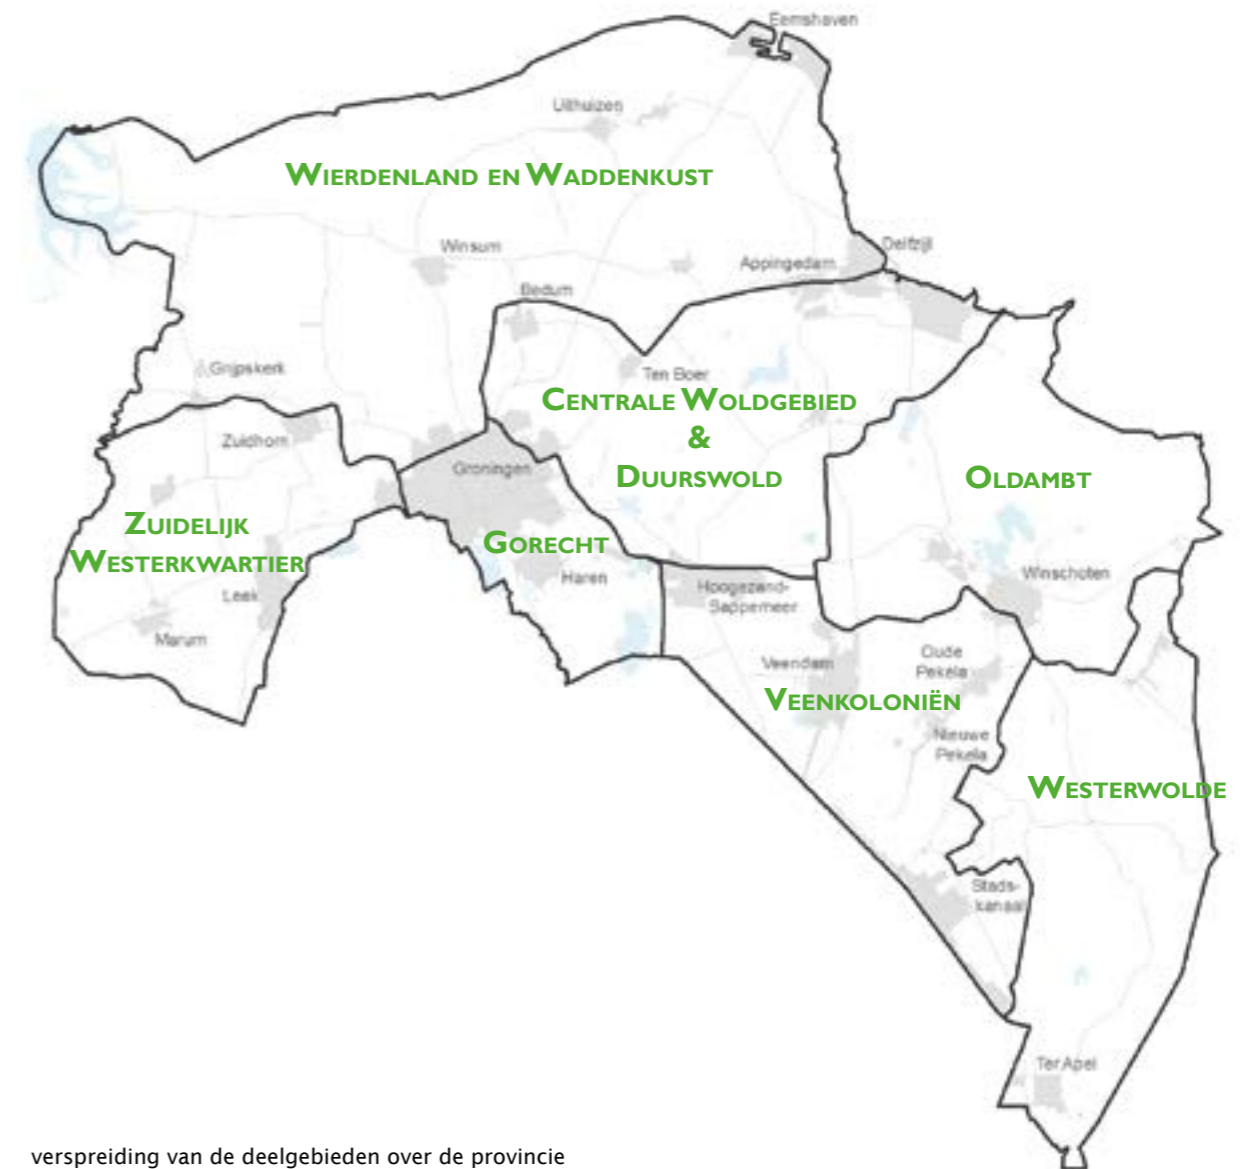 Eemshaven
Uithuizen
WIERDENLAND EN WADDENKUST
Delfzijl
Winsum
Appingedam
Bedum
Grijpskerk
Ten Boer
CENTRALE WOLDGEBIED
&
DUURSWOLD
Zuidhorn
Groningen
OLDAMBT
ZUIDELIJK
WESTERKWARTIER
GORECHT
Haren
Winschoten
Hoogezand-
Sappemeer
Leek
Marum
Oude
Pekela
Veendam
VEENKOLONIËN
Nieuwe
Pekela
WESTERWOLDE
Stads-
kanaal
Ter Apel
verspreiding van de deelgebieden over de provincie